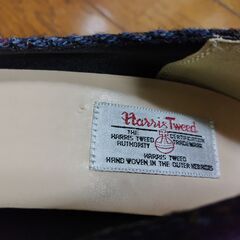 Harris Tweed
THE CERTIFICATION
HARRIS TWEED TRADE MARK
AUTHORITY
HARRIS TWEED
HAND WOVEN IN THE OUTER HEBRIDES